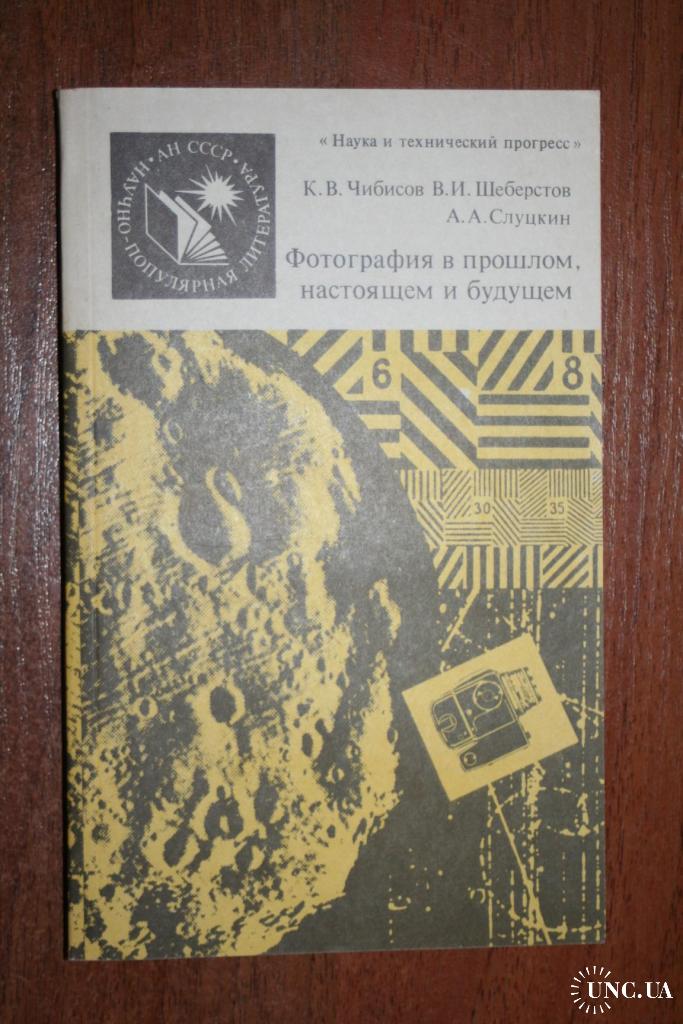 « Наука и технический прогресс »
К. В. Чибисов В. И. Шеберстов
А. А. Слуцкин
Фотография в прошлом,
настоящем и будущем
АН СССР • НАУЧНО-ПОПУЛЯРНАЯ ЛИТЕРАТУРА •
6 8
30 35
UNC.UA